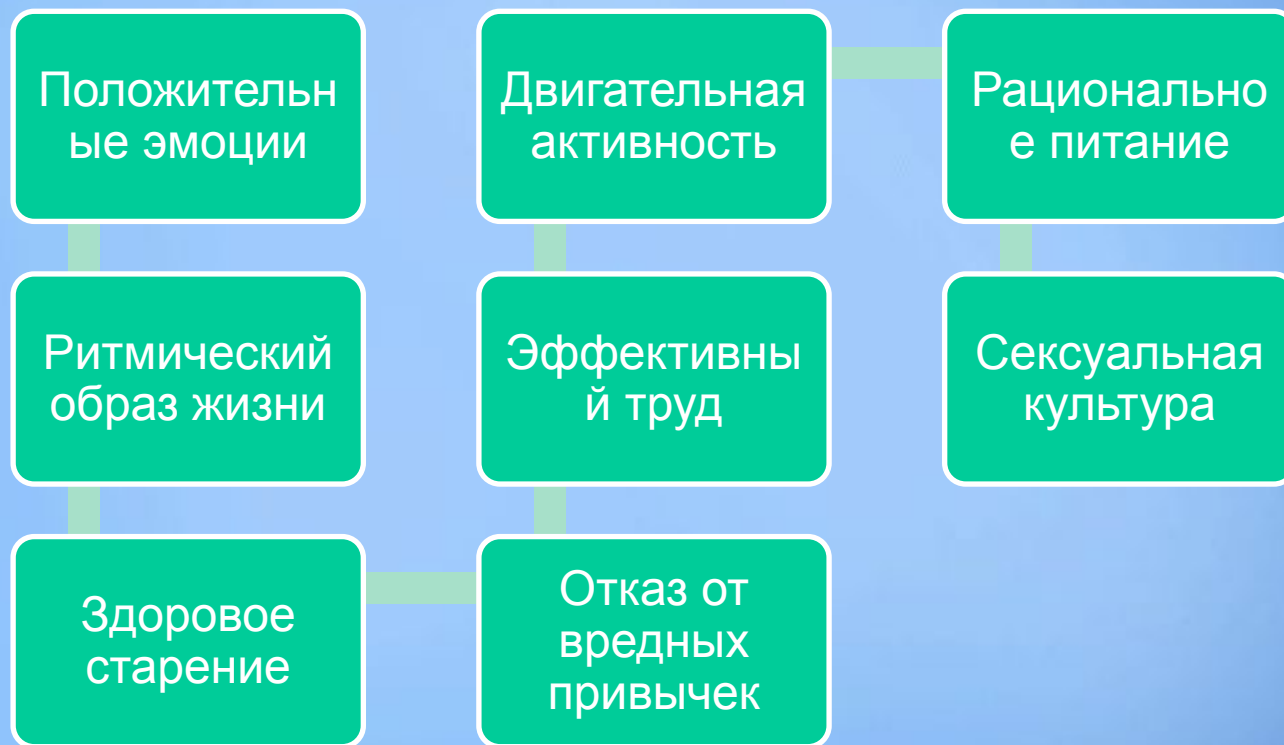 Положительн
ые эмоции
Ритмический
образ жизни
Здоровое
старение
Отказ от
вредных
привычек
Эффективны
й труд
Двигательная
активность
Рационально
е питание
Сексуальная
культура